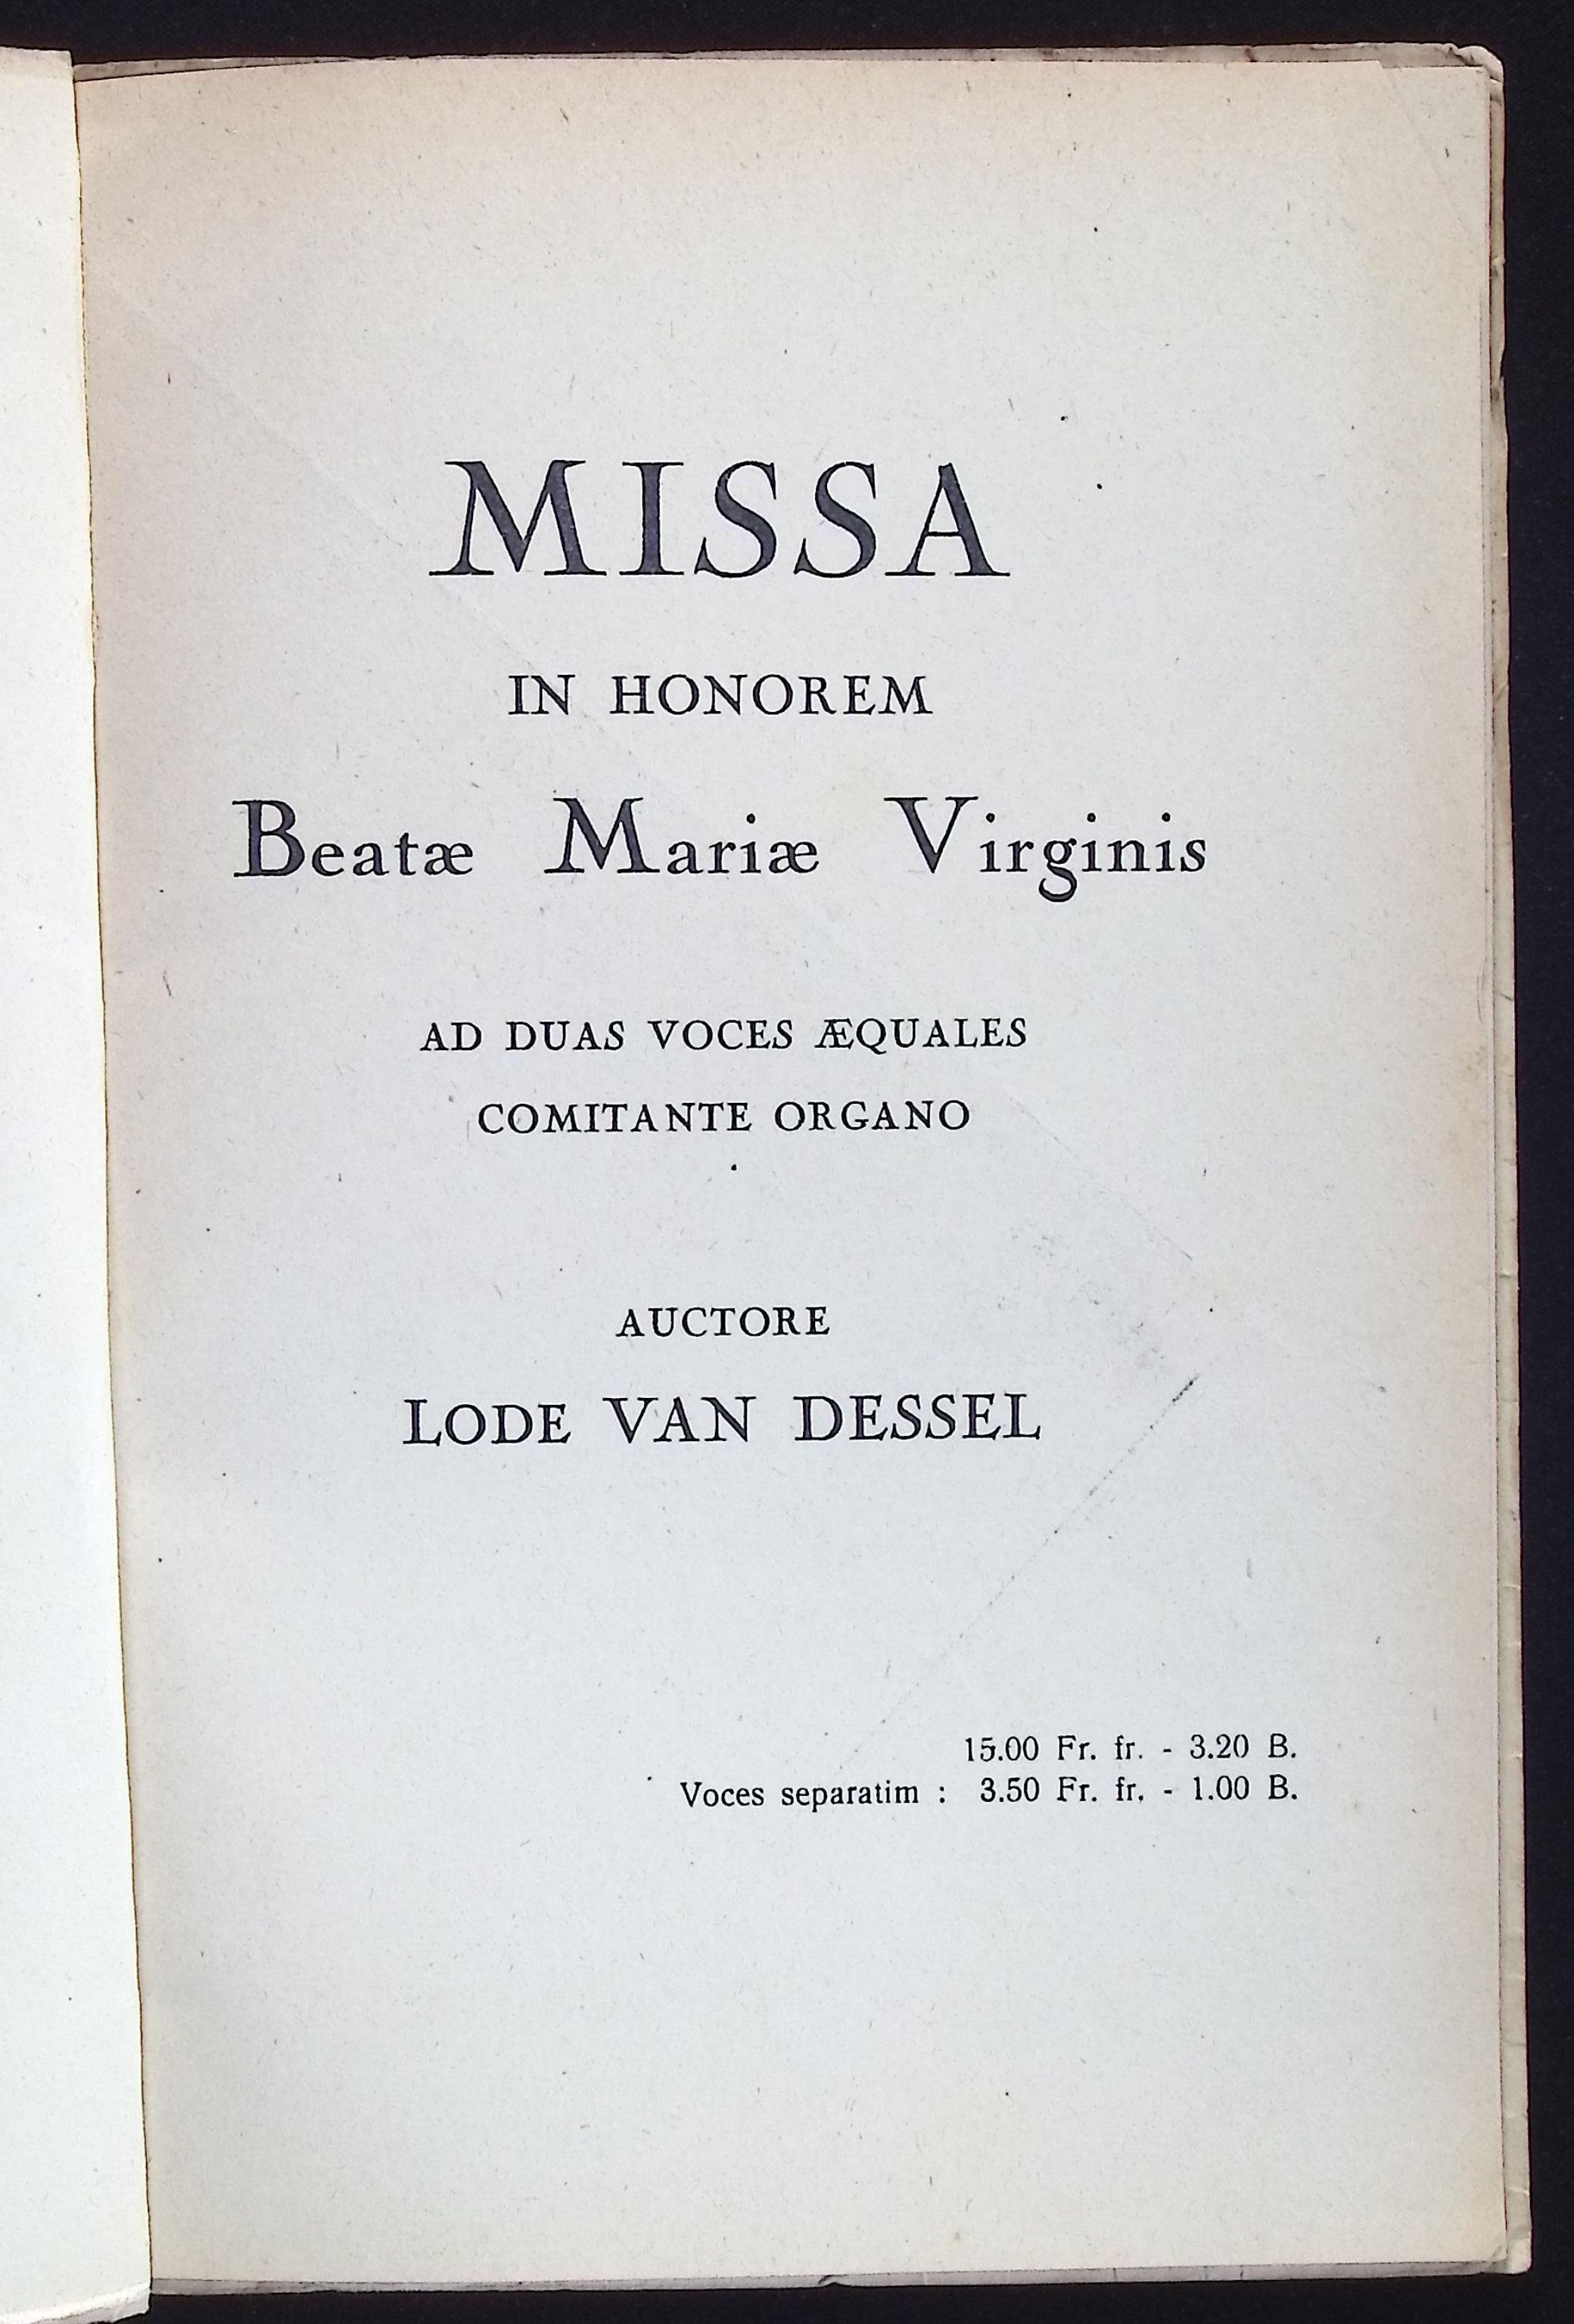 MISSA
IN HONOREM
Beatæ Mariæ Virginis
AD DUAS VOCES ÆQUALES
COMITANTE ORGANO
AUCTORE
LODE VAN DESSEL
15.00 Fr. fr. - 3.20 B.
Voces separatim : 3.50 Fr. fr. - 1.00 B.